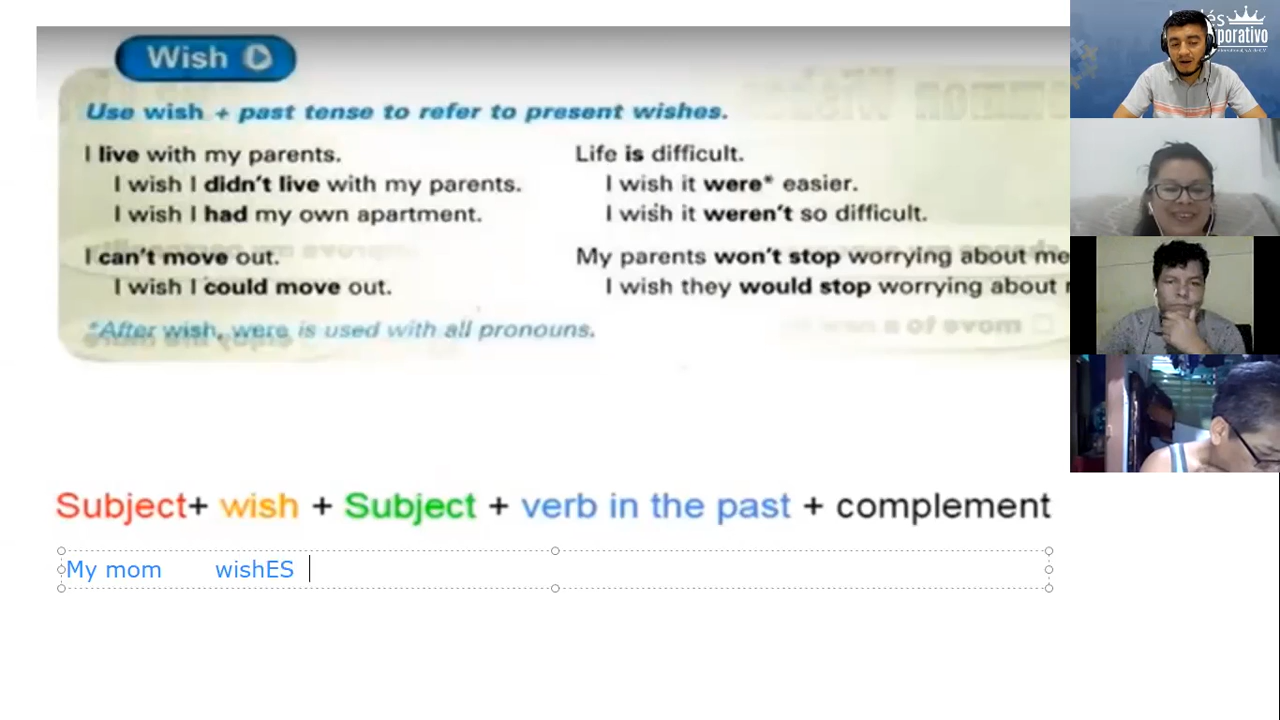 Wish
Use wish + past tense to refer to present wishes.
I live with my parents.
I wish I didn't live with my parents.
I wish I had my own apartment.
I can't move out.
I wish I could move out.
Life is difficult.
I wish it were* easier.
I wish it weren't so difficult.
My parents won't stop worrying about me
I wish they would stop worrying about
*After wish, were is used with all pronouns.
Subject+ wish + Subject + verb in the past + complement
My mom wishES
porativo